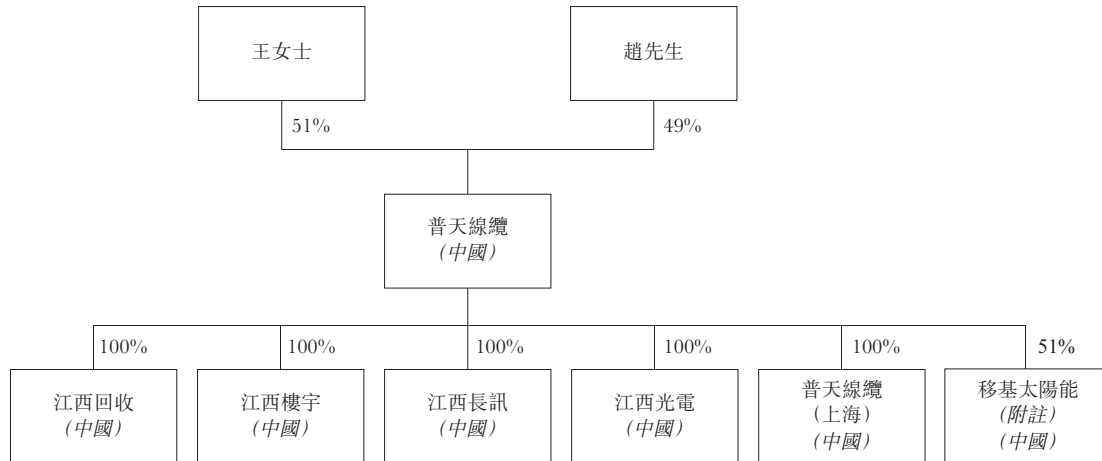 王女士
趙先生
51%
49%
普天線纜
(中國)
100%
100%
100%
100%
100%
51%
江西回收
(中國)
江西樓宇
(中國)
江西長訊
(中國)
江西光電
(中國)
普天線纜
(上海)
(中國)
移基太陽能
(附註)
(中國)